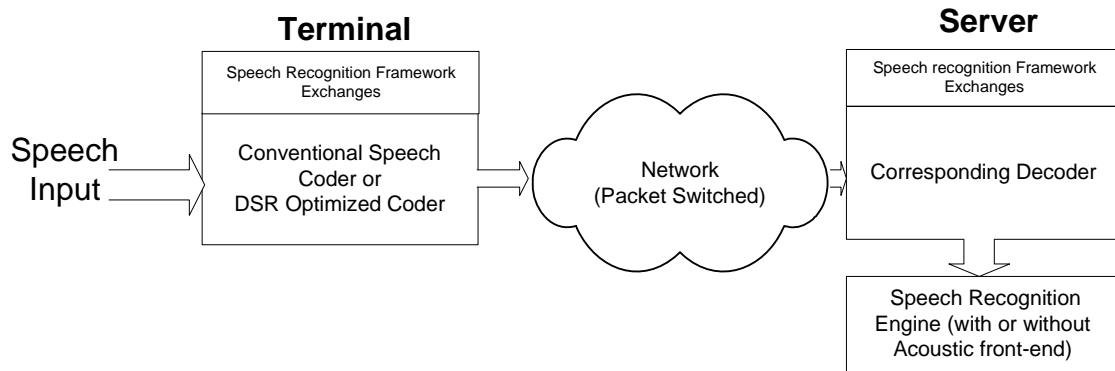 Terminal
Speech Recognition Framework
Exchanges
Speech
Input
Conventional Speech
Coder or
DSR Optimized Coder
Network
(Packet Switched)
Server
Speech recognition Framework
Exchanges
Corresponding Decoder
Speech Recognition
Engine (with or without
Acoustic front-end)